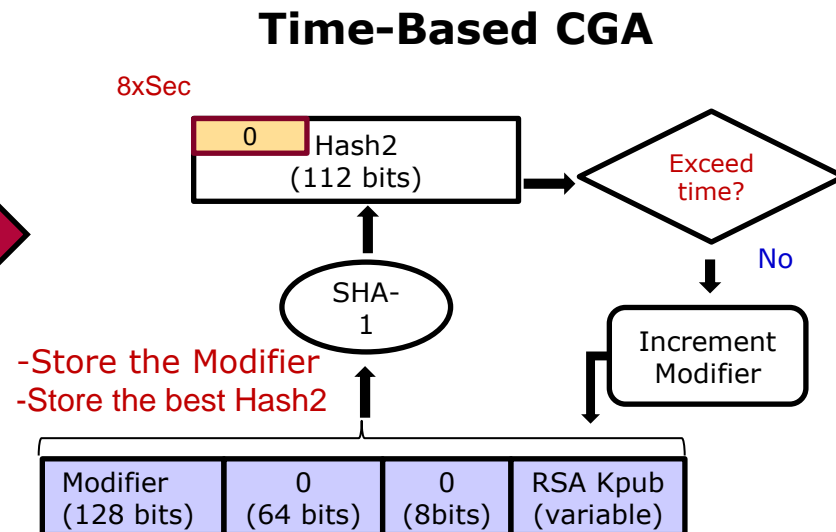 Time-Based CGA
8xSec
0
Hash2
(112 bits)
Exceed
time?
No
SHA-
1
Increment
Modifier
-Store the Modifier
-Store the best Hash2
Modifier
(128 bits)
0
(64 bits)
0
(8bits)
RSA Kpub
(variable)